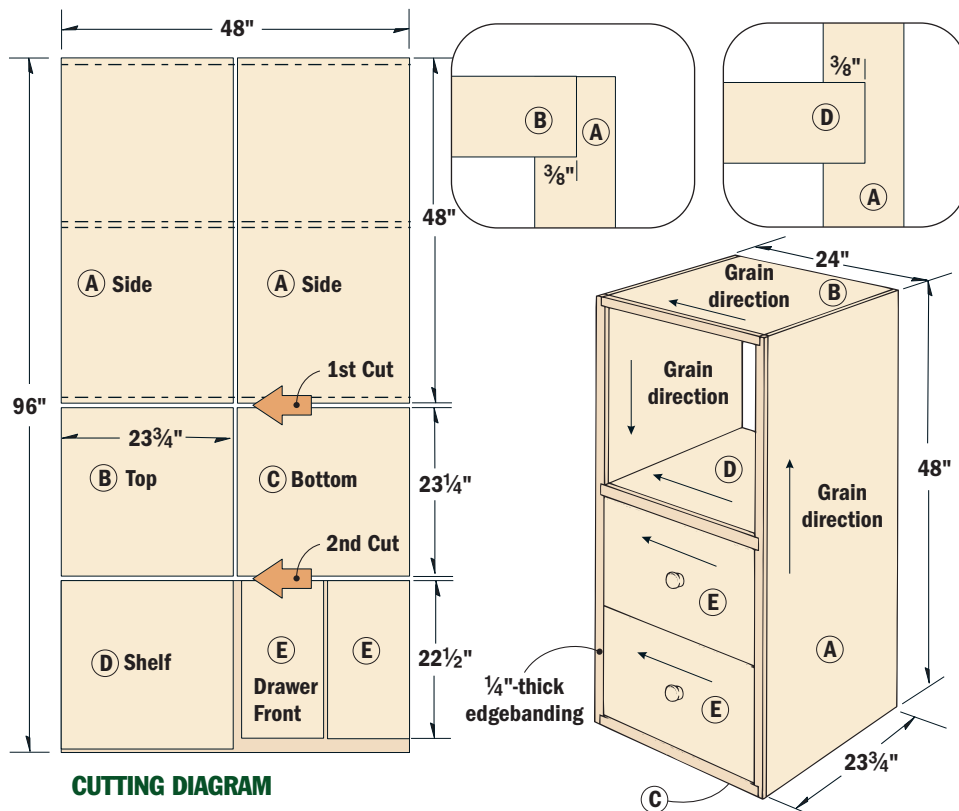 48"
96"
48"
Ⓐ Side
Ⓐ Side
1st Cut
23¾"
Ⓑ Top
Ⓒ Bottom
23¼"
2nd Cut
Ⓓ Shelf
Ⓔ
Drawer
Front
Ⓔ
22½"
CUTTING DIAGRAM
Ⓑ
Ⓐ
⅜"
⅜"
Ⓓ
Ⓐ
24"
Grain
direction
Ⓑ
Grain
direction
Ⓓ
48"
Grain
direction
Ⓔ
Ⓐ
¼"-thick
edgebanding
Ⓔ
23¾"
Ⓒ